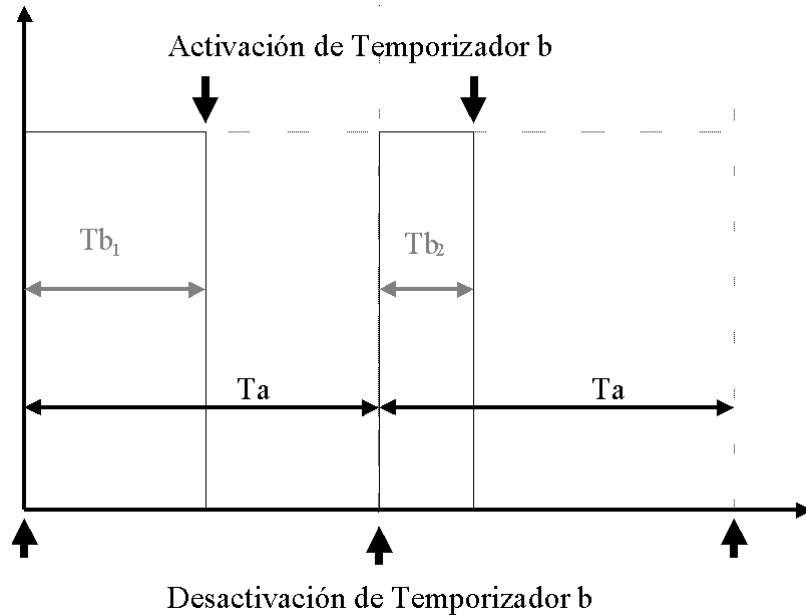 Activación de Temporizador b
Tb₁
Tb₂
Ta
Ta
Desactivación de Temporizador b